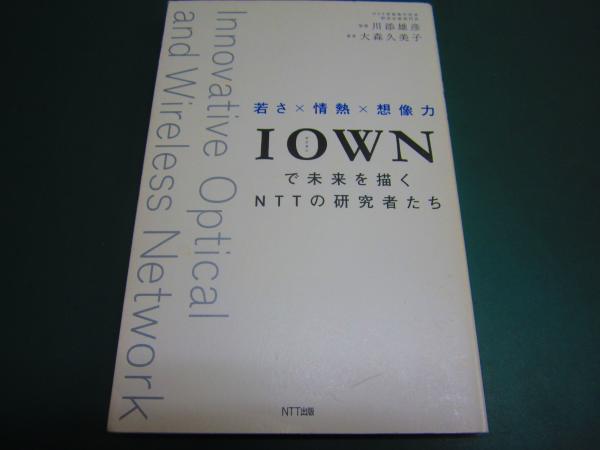 監修 川添雄彦
著者 大森久美子
若さ×情熱×想像力
IOWN
で未来を描く
NTTの研究者たち
Innovative Optical
and Wireless Network
NTT出版